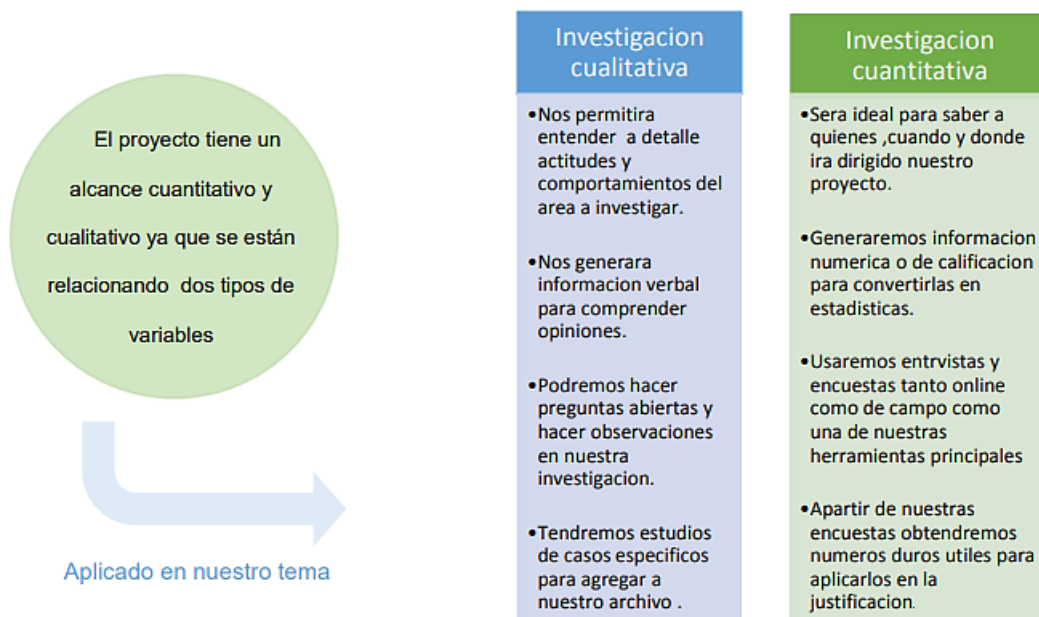 El proyecto tiene un
alcance cuantitativo y
cualitativo ya que se están
relacionando dos tipos de
variables
Aplicado en nuestro tema
Investigacion
cualitativa
•Nos permitira
entender a detalle
actitudes y
comportamientos del
area a investigar.
•Nos generara
informacion verbal
para comprender
opiniones.
•Podremos hacer
preguntas abiertas y
hacer observaciones
en nuestra
investigacion.
•Tendremos estudios
de casos especificos
para agregar a
nuestro archivo .
Investigacion
cuantitativa
•Sera ideal para saber a
quienes ,cuando y donde
ira dirigido nuestro
proyecto.
•Generaremos informacion
numerica o de calificacion
para convertirlas en
estadisticas.
•Usaremos entrvistas y
encuestas tanto online
como de campo como
una de nuestras
herramientas principales
•Apartir de nuestras
encuestas obtendremos
numeros duros utiles para
aplicarlos en la
justificacion.